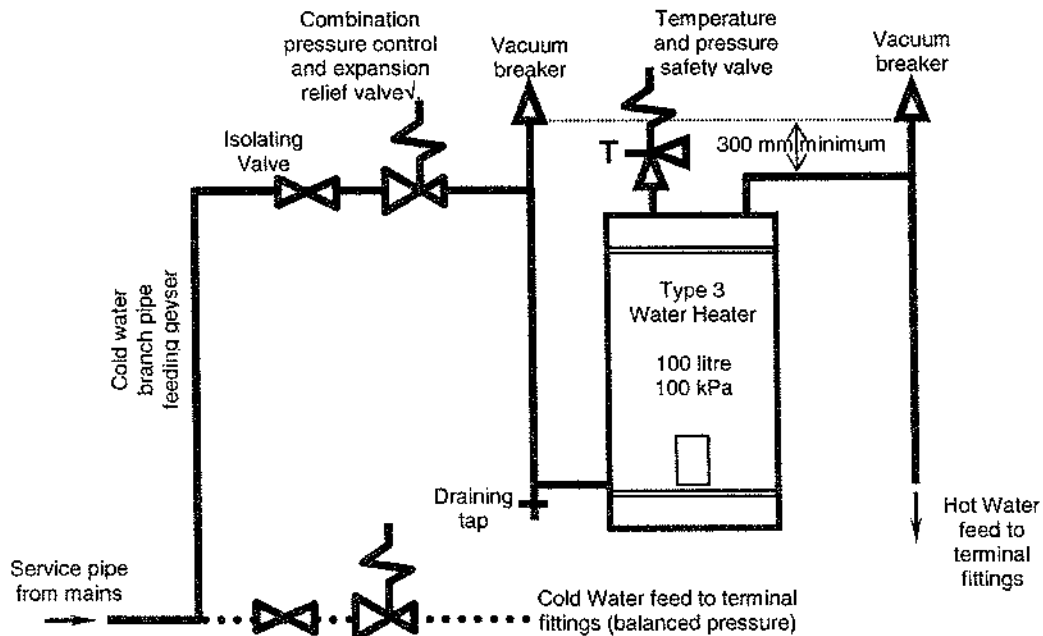 Combination
pressure control
and expansion
relief valve√
Vacuum
breaker
Temperature
and pressure
safety valve
Vacuum
breaker
Isolating
Valve
T
300 mm minimum
Cold water
branch pipe
feeding geyser
Type 3
Water Heater
100 litre
100 kPa
Draining
tap
Hot Water
feed to
terminal
fittings
Service pipe
from mains
Cold Water feed to terminal
fittings (balanced pressure)